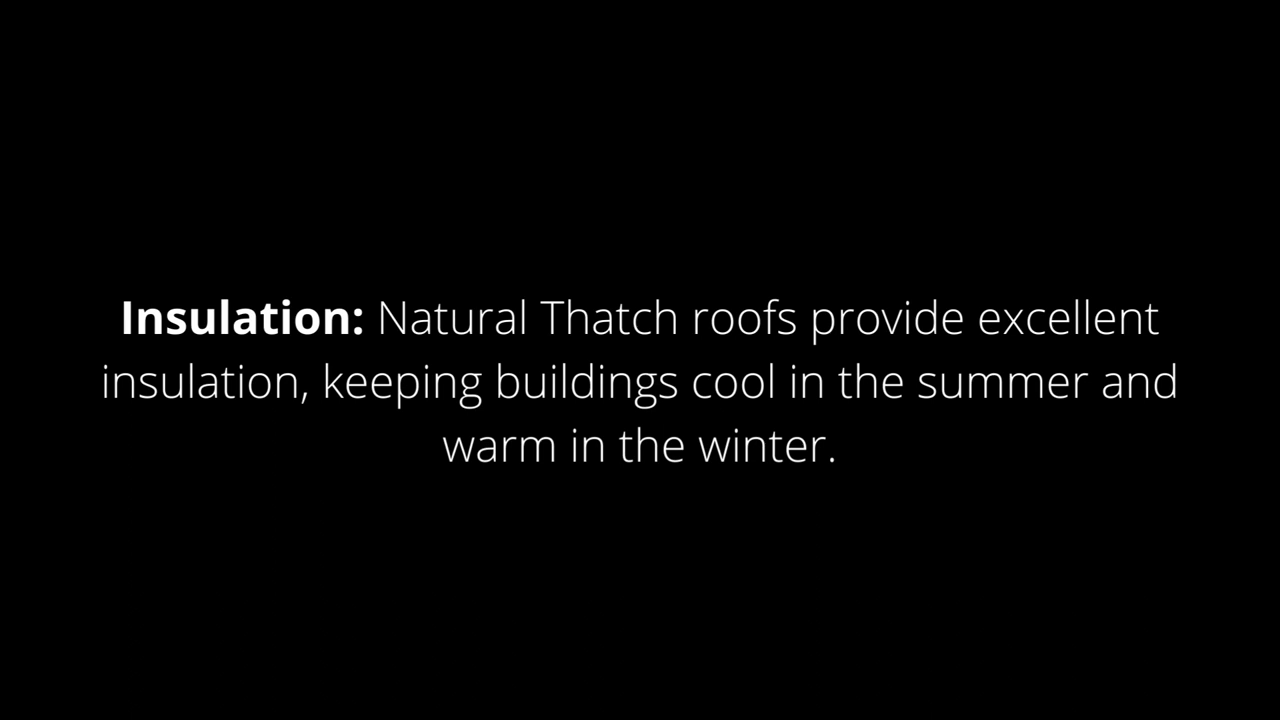 Insulation: Natural Thatch roofs provide excellent
insulation, keeping buildings cool in the summer and
warm in the winter.